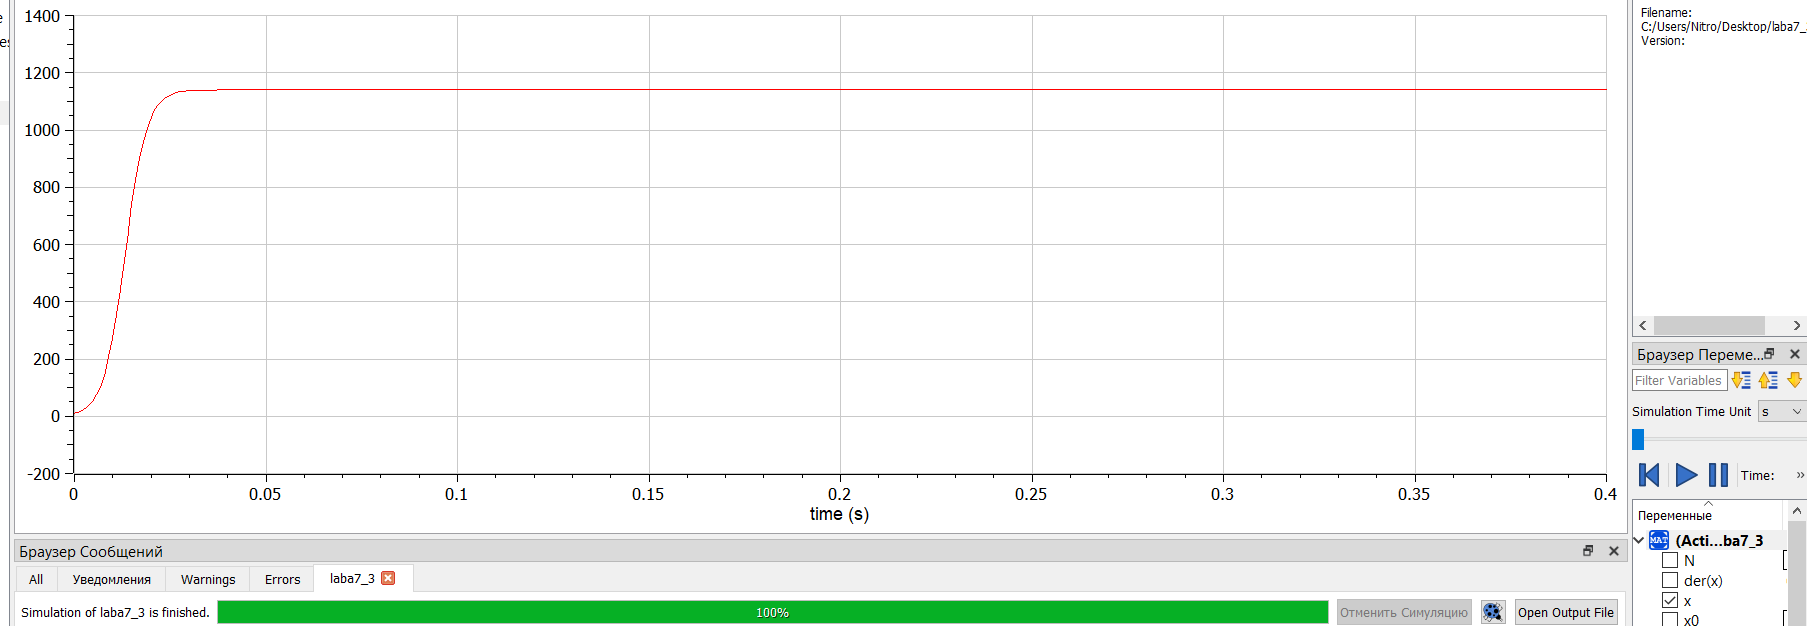 1400
1200
1000
800
600
400
200
0
-200
0 0.05 0.1 0.15 0.2 0.25 0.3 0.35 0.4
time (s)
Filename:
C:/Users/Nitro/Desktop/laba7_
Version:
Браузер Переме...
Filter Variables
Simulation Time Unit s
Time: »
Переменные
MAT (Acti...ba7_3
N
der(x)
x
x0
Браузер Сообщений
All Уведомления Warnings Errors laba7_3
Simulation of laba7_3 is finished. 100% Отменить Симуляцию Open Output File